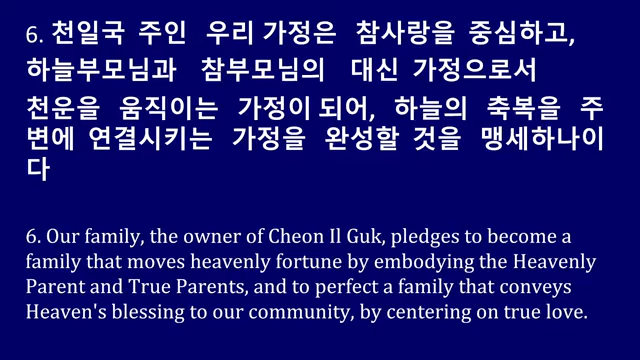 6. 천일국 주인 우리 가정은 참사랑을 중심하고,
하늘부모님과 참부모님의 대신 가정으로서
천운을 움직이는 가정이 되어, 하늘의 축복을 주
변에 연결시키는 가정을 완성할 것을 맹세하나이
다
6. Our family, the owner of Cheon Il Guk, pledges to become a
family that moves heavenly fortune by embodying the Heavenly
Parent and True Parents, and to perfect a family that conveys
Heaven's blessing to our community, by centering on true love.